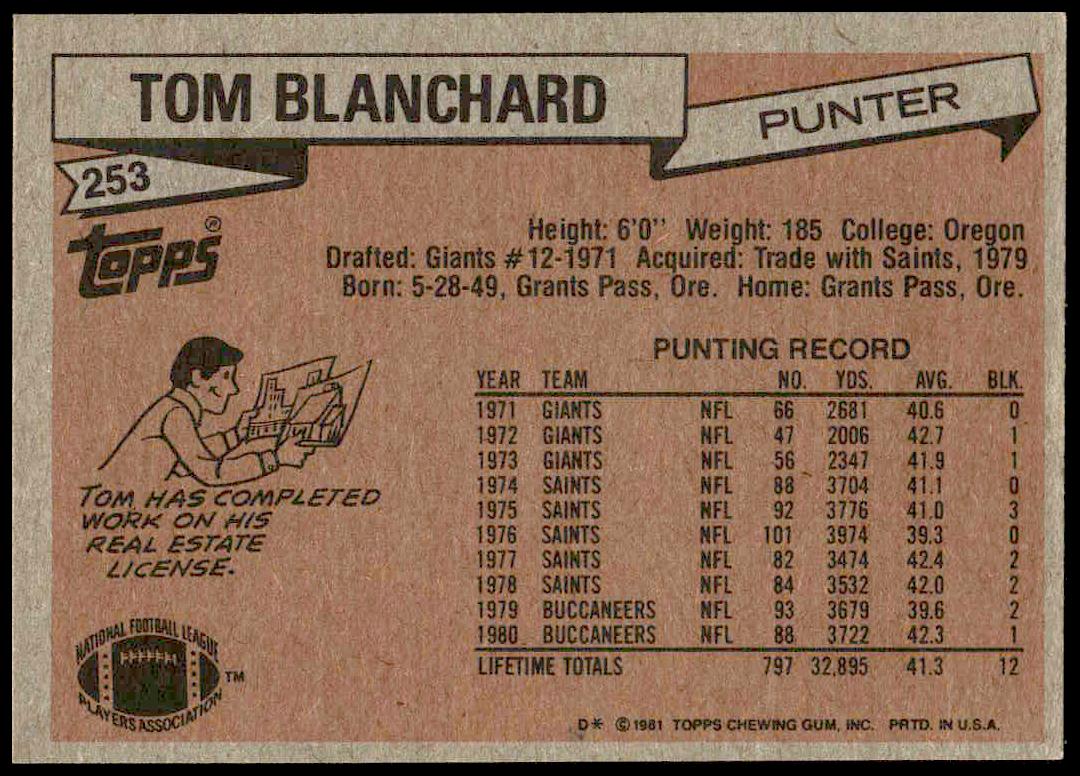 TOM BLANCHARD
PUNTER
253
TOPPS®
Height: 6'0" Weight: 185 College: Oregon
Drafted: Giants #12-1971 Acquired: Trade with Saints, 1979
Born: 5-28-49, Grants Pass, Ore. Home: Grants Pass, Ore.
PUNTING RECORD
YEAR TEAM NO. YDS. AVG. BLK.
1971 GIANTS NFL 66 2681 40.6 0
1972 GIANTS NFL 47 2006 42.7 1
1973 GIANTS NFL 56 2347 41.9 1
1974 SAINTS NFL 88 3704 41.1 0
1975 SAINTS NFL 92 3776 41.0 3
1976 SAINTS NFL 101 3974 39.3 0
1977 SAINTS NFL 82 3474 42.4 2
1978 SAINTS NFL 84 3532 42.0 2
1979 BUCCANEERS NFL 93 3679 39.6 2
1980 BUCCANEERS NFL 88 3722 42.3 1
LIFETIME TOTALS 797 32,895 41.3 12
TOM HAS COMPLETED
WORK ON HIS
REAL ESTATE
LICENSE.
NATIONAL FOOTBALL LEAGUE
PLAYERS ASSOCIATION
TM
D* © 1981 TOPPS CHEWING GUM, INC. PRTD. IN U.S.A.